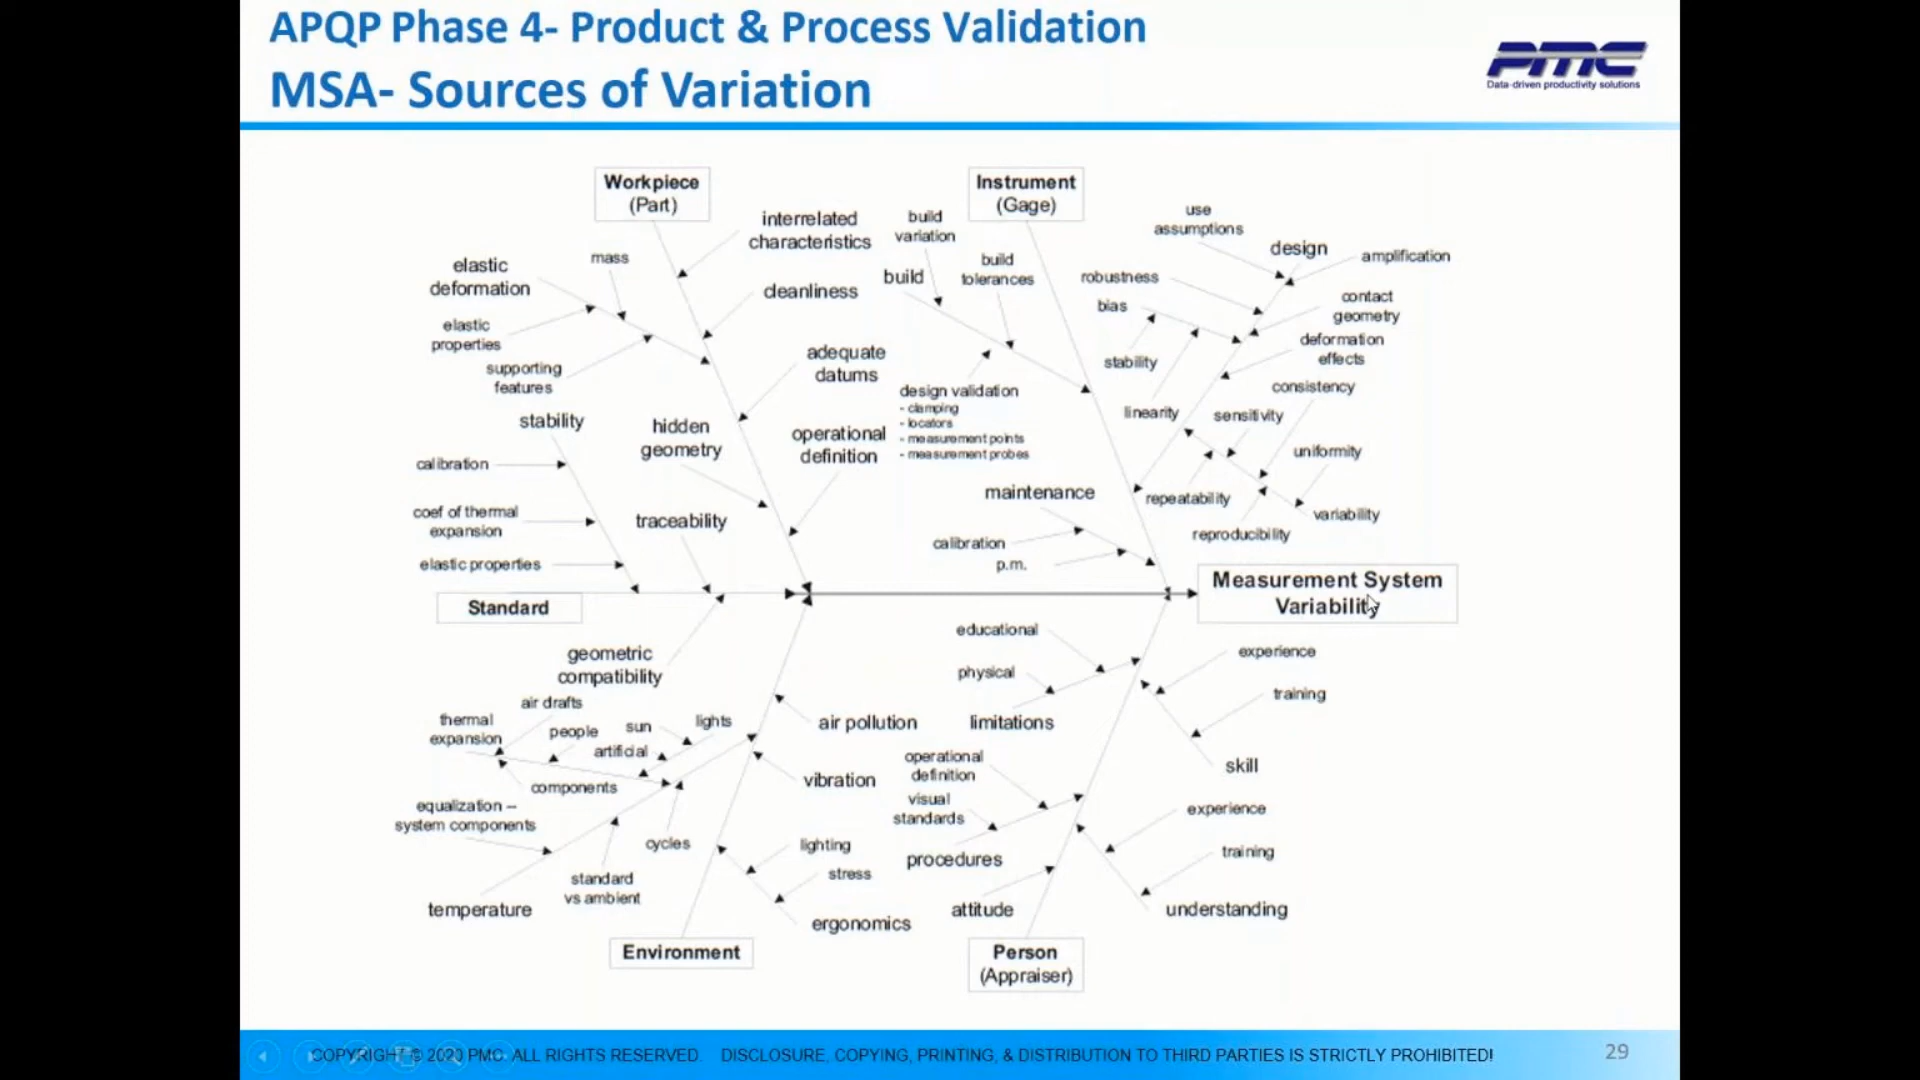 APQP Phase 4- Product & Process Validation
MSA- Sources of Variation
PMC
Data-driven productivity solutions
Workpiece
(Part)
interrelated
characteristics
mass
elastic
deformation
cleanliness
elastic
properties
adequate
datums
supporting
features
stability
hidden
geometry
operational
definition
calibration
coef of thermal
expansion
traceability
elastic properties
Standard
Instrument
(Gage)
build
variation
build
tolerances
build
design validation
- clamping
- locators
- measurement points
- measurement probes
maintenance
calibration
p.m.
use
assumptions
design
amplification
robustness
bias
contact
geometry
deformation
effects
stability
consistency
linearity
sensitivity
uniformity
repeatability
variability
reproducibility
Measurement System
Variability
geometric
compatibility
air drafts
thermal
expansion
people
sun
lights
artificial
components
equalization –
system components
cycles
standard
vs ambient
temperature
air pollution
vibration
lighting
stress
ergonomics
Environment
educational
physical
limitations
experience
training
skill
operational
definition
visual
standards
procedures
attitude
experience
training
understanding
Person
(Appraiser)
COPYRIGHT © 2020 PMC- ALL RIGHTS RESERVED. DISCLOSURE, COPYING, PRINTING, & DISTRIBUTION TO THIRD PARTIES IS STRICTLY PROHIBITED!
29